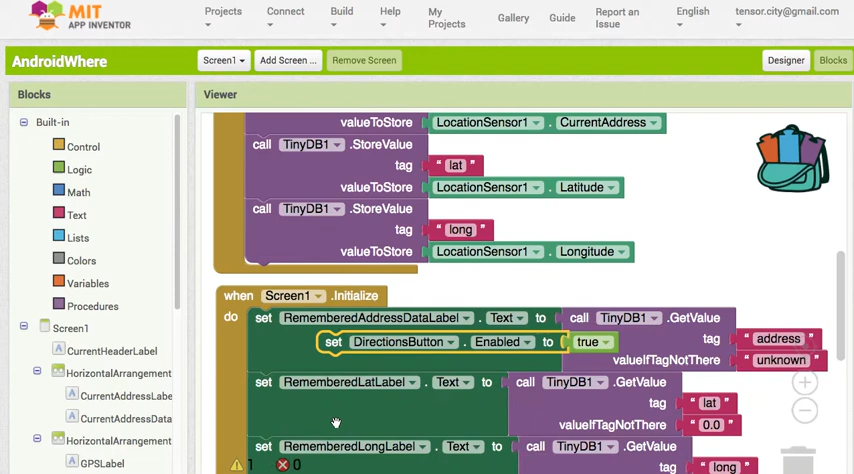 MIT
APP INVENTOR
Projects Connect Build Help My Projects Gallery Guide Report an Issue English tensor.city@gmail.com
AndroidWhere
Screen1 Add Screen ... Remove Screen Designer Blocks
Blocks Viewer
Built-in
Control
Logic
Math
Text
Lists
Colors
Variables
Procedures
Screen1
CurrentHeaderLabel
HorizontalArrangement
CurrentAddressLabe
CurrentAddressData
HorizontalArrangement
GPSLabel
valueToStore LocationSensor1 . CurrentAddress
call TinyDB1 .StoreValue
tag " lat "
valueToStore LocationSensor1 . Latitude
call TinyDB1 .StoreValue
tag " long "
valueToStore LocationSensor1 . Longitude
when Screen1 .Initialize
do set RememberedAddressDataLabel . Text to call TinyDB1 .GetValue
tag " address "
set DirectionsButton . Enabled to true
valueIfTagNotThere " unknown "
set RememberedLatLabel . Text to call TinyDB1 .GetValue
tag " lat "
valueIfTagNotThere " 0.0 "
set RememberedLongLabel . Text to call TinyDB1 .GetValue
tag " long "
1 0